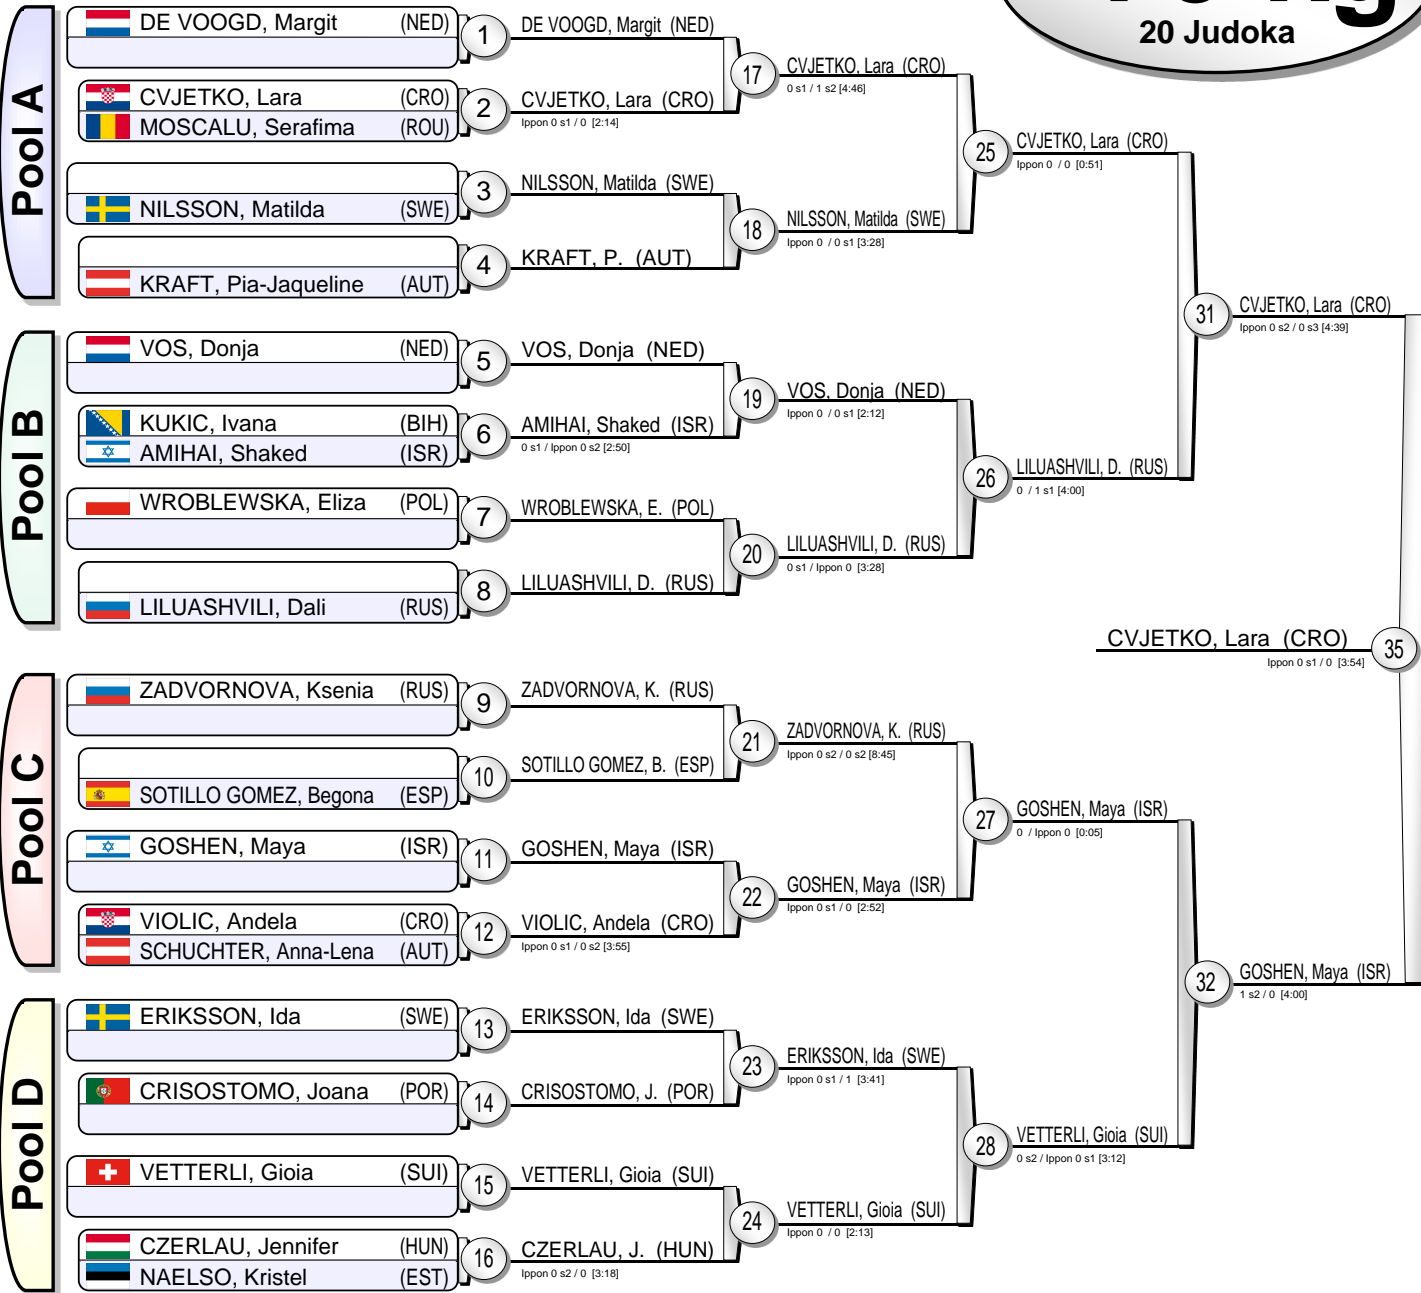 20 Judoka
Pool A
DE VOOGD, Margit (NED)
1
DE VOOGD, Margit (NED)
CVJETKO, Lara (CRO)
MOSCALU, Serafima (ROU)
2
CVJETKO, Lara (CRO)
Ippon 0 s1 / 0 [2:14]
17
CVJETKO, Lara (CRO)
0 s1 / 1 s2 [4:46]
NILSSON, Matilda (SWE)
3
NILSSON, Matilda (SWE)
KRAFT, Pia-Jaqueline (AUT)
4
KRAFT, P. (AUT)
18
NILSSON, Matilda (SWE)
Ippon 0 / 0 s1 [3:28]
25
CVJETKO, Lara (CRO)
Ippon 0 / 0 [0:51]
Pool B
VOS, Donja (NED)
5
VOS, Donja (NED)
KUKIC, Ivana (BIH)
AMIHAI, Shaked (ISR)
6
AMIHAI, Shaked (ISR)
0 s1 / Ippon 0 s2 [2:50]
19
VOS, Donja (NED)
Ippon 0 / 0 s1 [2:12]
WROBLEWSKA, Eliza (POL)
7
WROBLEWSKA, E. (POL)
LILUASHVILI, Dali (RUS)
8
LILUASHVILI, D. (RUS)
20
LILUASHVILI, D. (RUS)
0 s1 / Ippon 0 [3:28]
26
LILUASHVILI, D. (RUS)
0 / 1 s1 [4:00]
31
CVJETKO, Lara (CRO)
Ippon 0 s2 / 0 s3 [4:39]
CVJETKO, Lara (CRO)
Ippon 0 s1 / 0 [3:54]
35
Pool C
ZADVORNOVA, Ksenia (RUS)
9
ZADVORNOVA, K. (RUS)
SOTILLO GOMEZ, Begona (ESP)
10
SOTILLO GOMEZ, B. (ESP)
21
ZADVORNOVA, K. (RUS)
Ippon 0 s2 / 0 s2 [8:45]
GOSHEN, Maya (ISR)
11
GOSHEN, Maya (ISR)
VIOLIC, Andela (CRO)
SCHUCHTER, Anna-Lena (AUT)
12
VIOLIC, Andela (CRO)
Ippon 0 s1 / 0 s2 [3:55]
22
GOSHEN, Maya (ISR)
Ippon 0 s1 / 0 [2:52]
27
GOSHEN, Maya (ISR)
0 / Ippon 0 [0:05]
Pool D
ERIKSSON, Ida (SWE)
13
ERIKSSON, Ida (SWE)
CRISOSTOMO, Joana (POR)
14
CRISOSTOMO, J. (POR)
23
ERIKSSON, Ida (SWE)
Ippon 0 s1 / 1 [3:41]
VETTERLI, Gioia (SUI)
15
VETTERLI, Gioia (SUI)
CZERLAU, Jennifer (HUN)
NAELSO, Kristel (EST)
16
CZERLAU, J. (HUN)
Ippon 0 s2 / 0 [3:18]
24
VETTERLI, Gioia (SUI)
Ippon 0 / 0 [2:13]
28
VETTERLI, Gioia (SUI)
0 s2 / Ippon 0 s1 [3:12]
32
GOSHEN, Maya (ISR)
1 s2 / 0 [4:00]